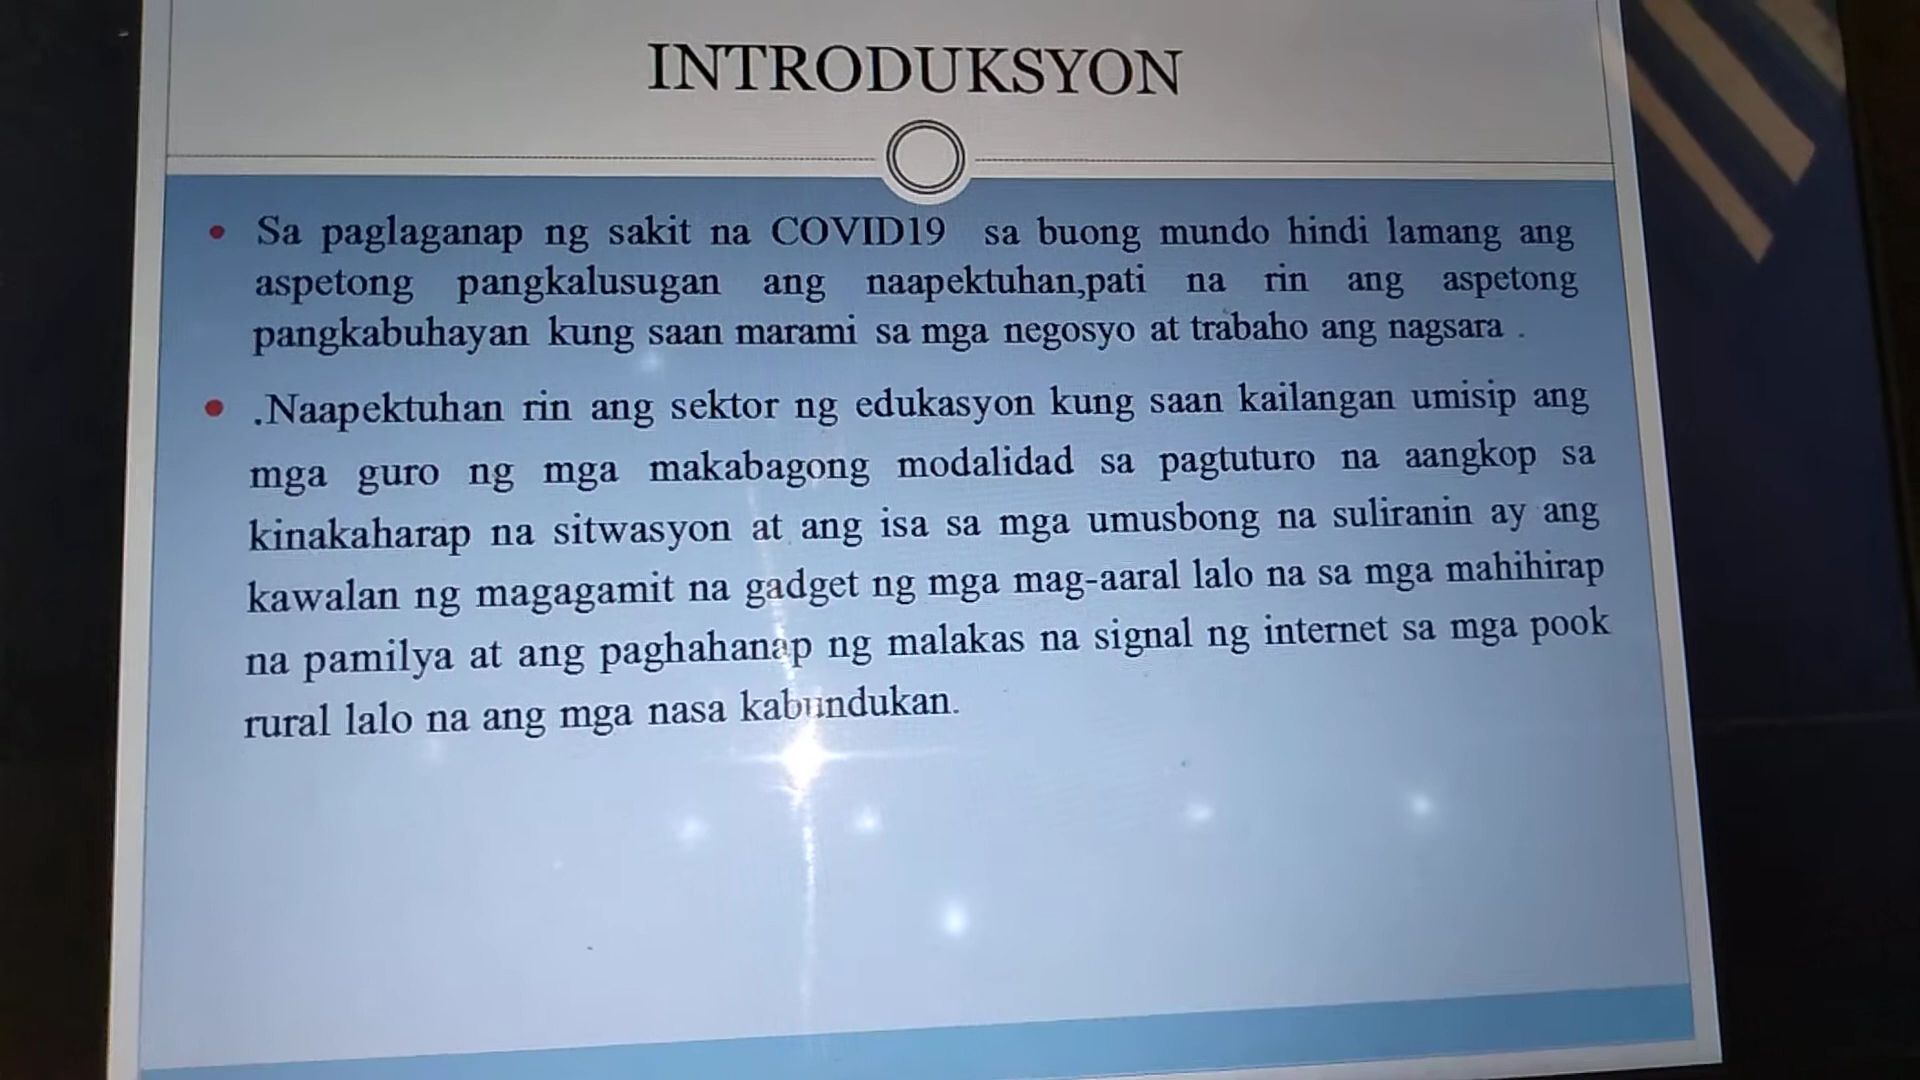 INTRODUKSYON
• Sa paglaganap ng sakit na COVID19 sa buong mundo hindi lamang ang
aspetong pangkalusugan ang naapektuhan,pati na rin ang aspetong
pangkabuhayan kung saan marami sa mga negosyo at trabaho ang nagsara .
• .Naapektuhan rin ang sektor ng edukasyon kung saan kailangan umisip ang
mga guro ng mga makabagong modalidad sa pagtuturo na aangkop sa
kinakaharap na sitwasyon at ang isa sa mga umusbong na suliranin ay ang
kawalan ng magagamit na gadget ng mga mag-aaral lalo na sa mga mahihirap
na pamilya at ang paghahanap ng malakas na signal ng internet sa mga pook
rural lalo na ang mga nasa kabundukan.